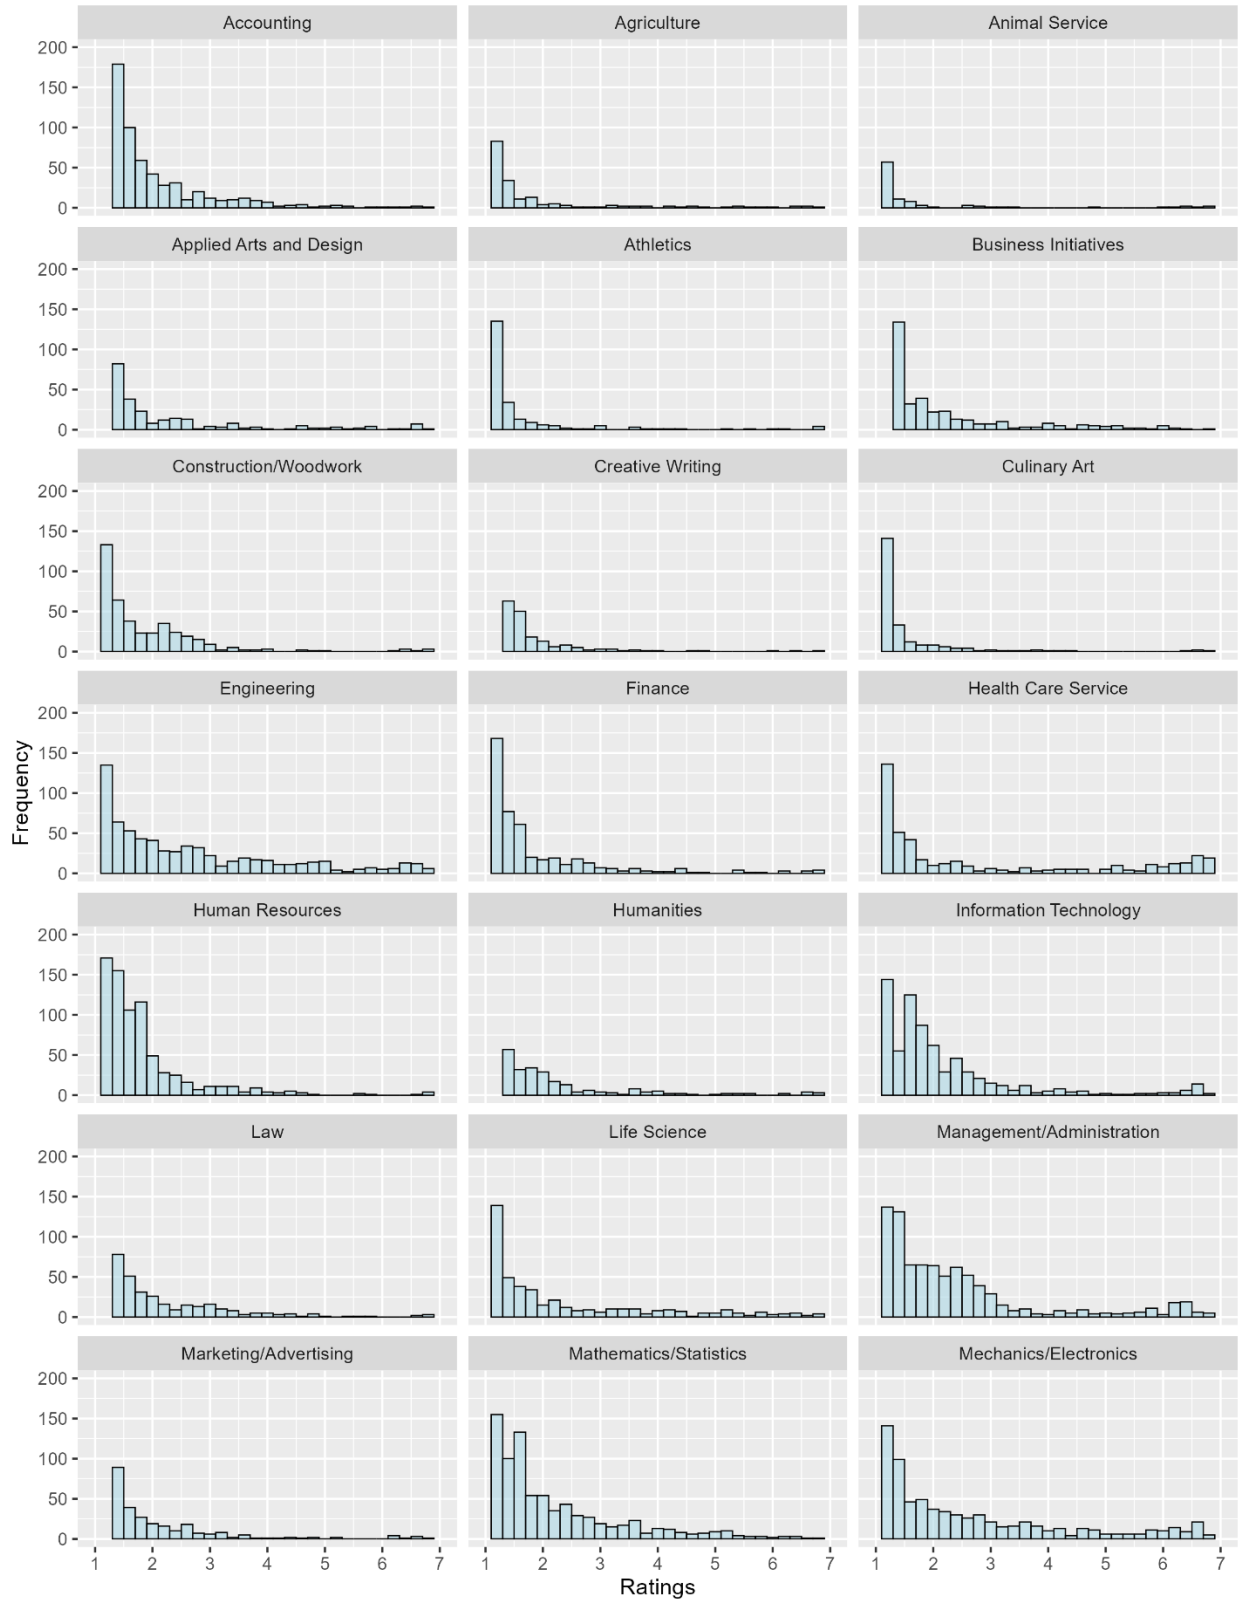 Accounting
Agriculture
Animal Service
200
150
100
50
0
Applied Arts and Design
Athletics
Business Initiatives
200
150
100
50
0
Construction/Woodwork
Creative Writing
Culinary Art
200
150
100
50
0
Engineering
Finance
Health Care Service
200
150
100
50
0
Frequency
Human Resources
Humanities
Information Technology
200
150
100
50
0
Law
Life Science
Management/Administration
200
150
100
50
0
Marketing/Advertising
Mathematics/Statistics
Mechanics/Electronics
200
150
100
50
0
1 2 3 4 5 6 7
1 2 3 4 5 6 7
1 2 3 4 5 6 7
Ratings